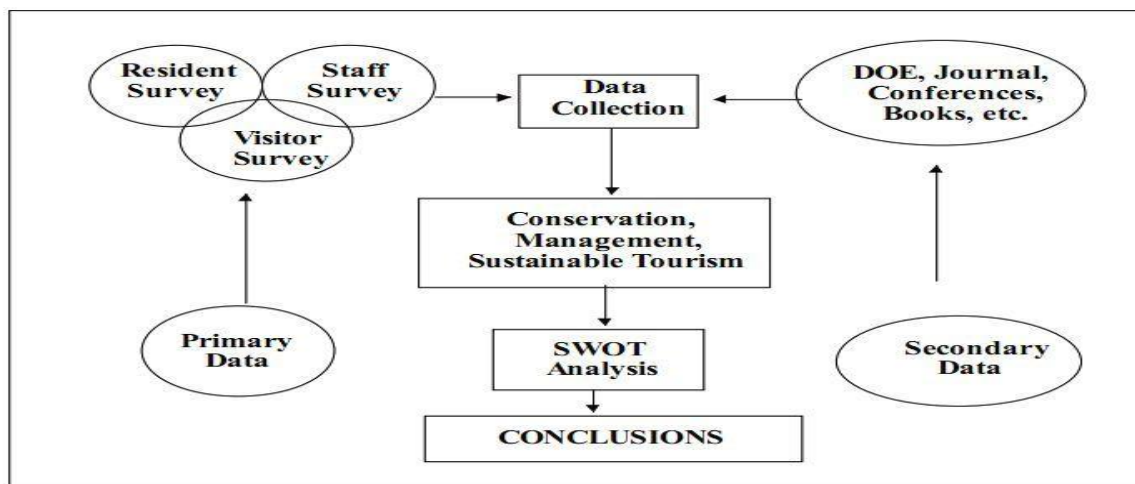 Resident
Survey
Staff
Survey
Visitor
Survey
Data
Collection
DOE, Journal,
Conferences,
Books, etc.
Conservation,
Management,
Sustainable Tourism
Primary
Data
SWOT
Analysis
Secondary
Data
CONCLUSIONS